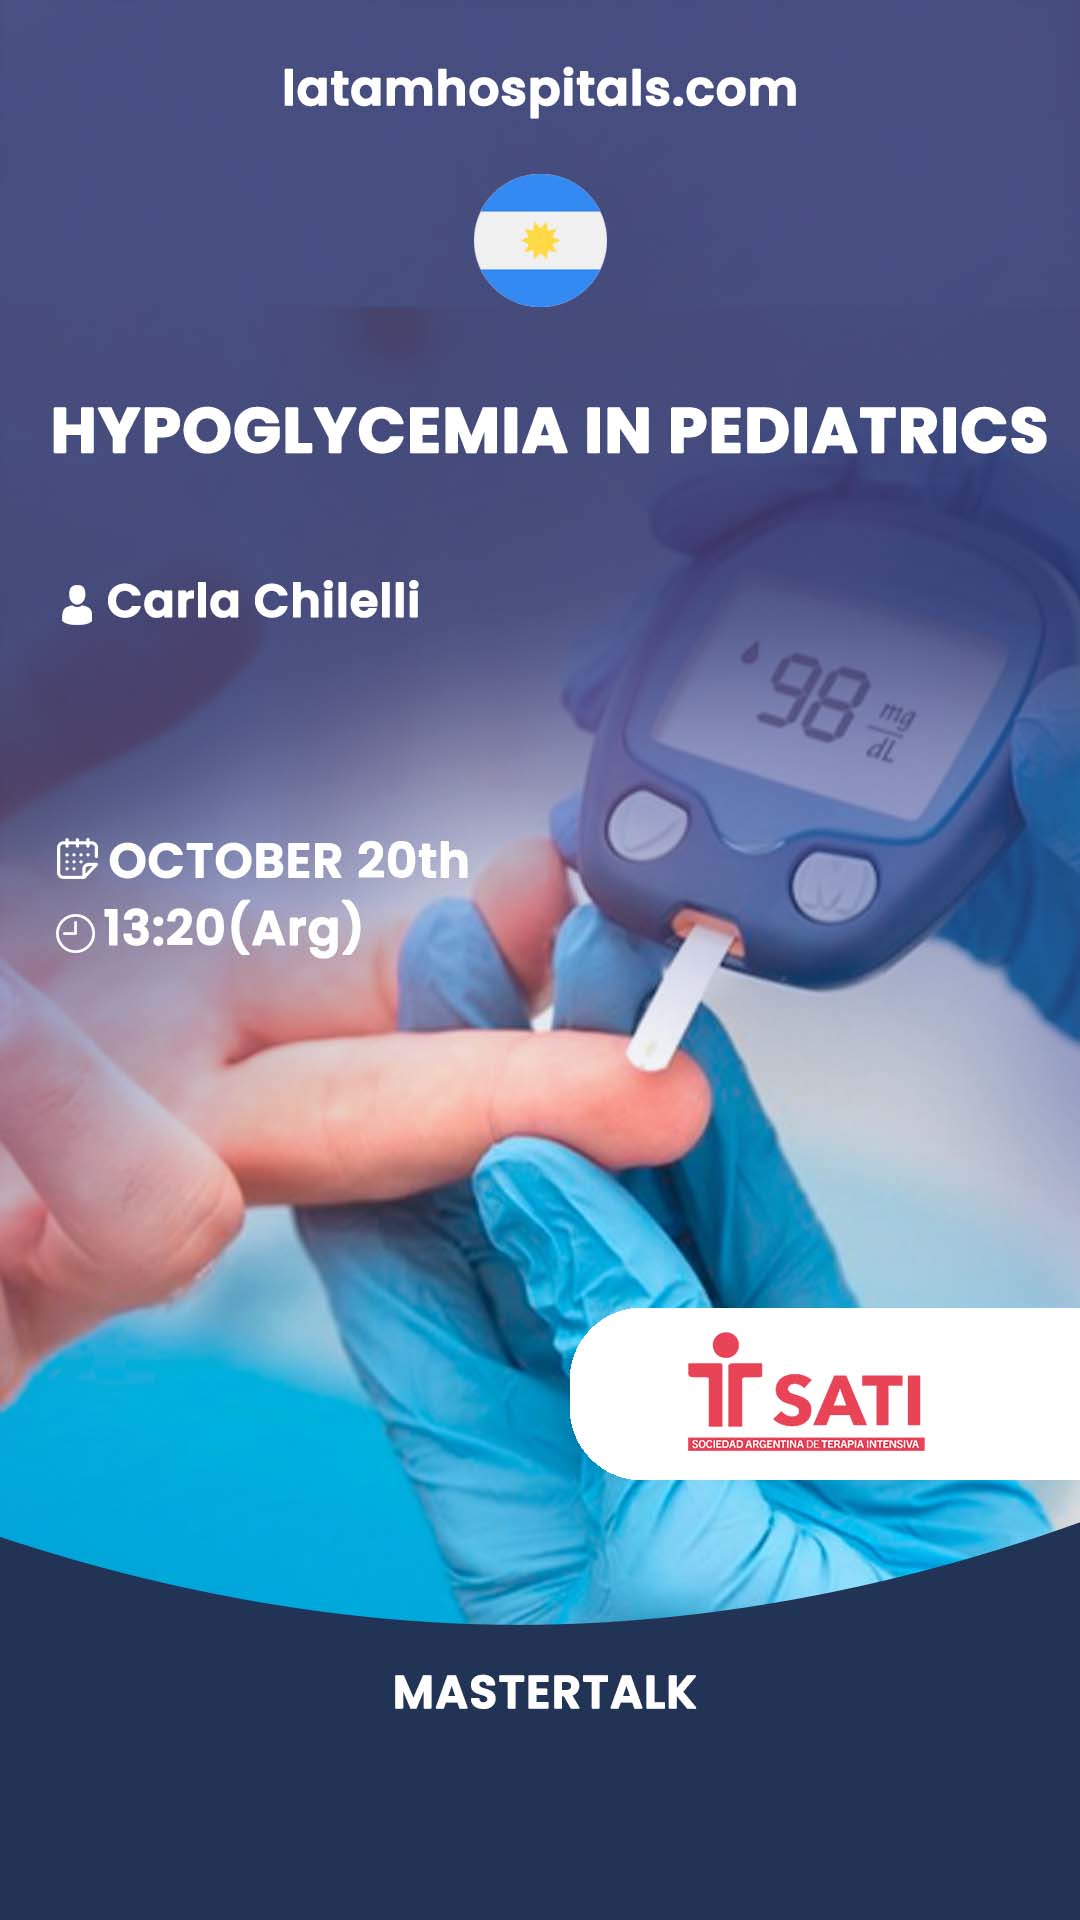 latamhospitals.com
HYPOGLYCEMIA IN PEDIATRICS
Carla Chilelli
98 mg/dL
OCTOBER 20th
13:20(Arg)
SATI
SOCIEDAD ARGENTINA DE TERAPIA INTENSIVA
MASTERTALK